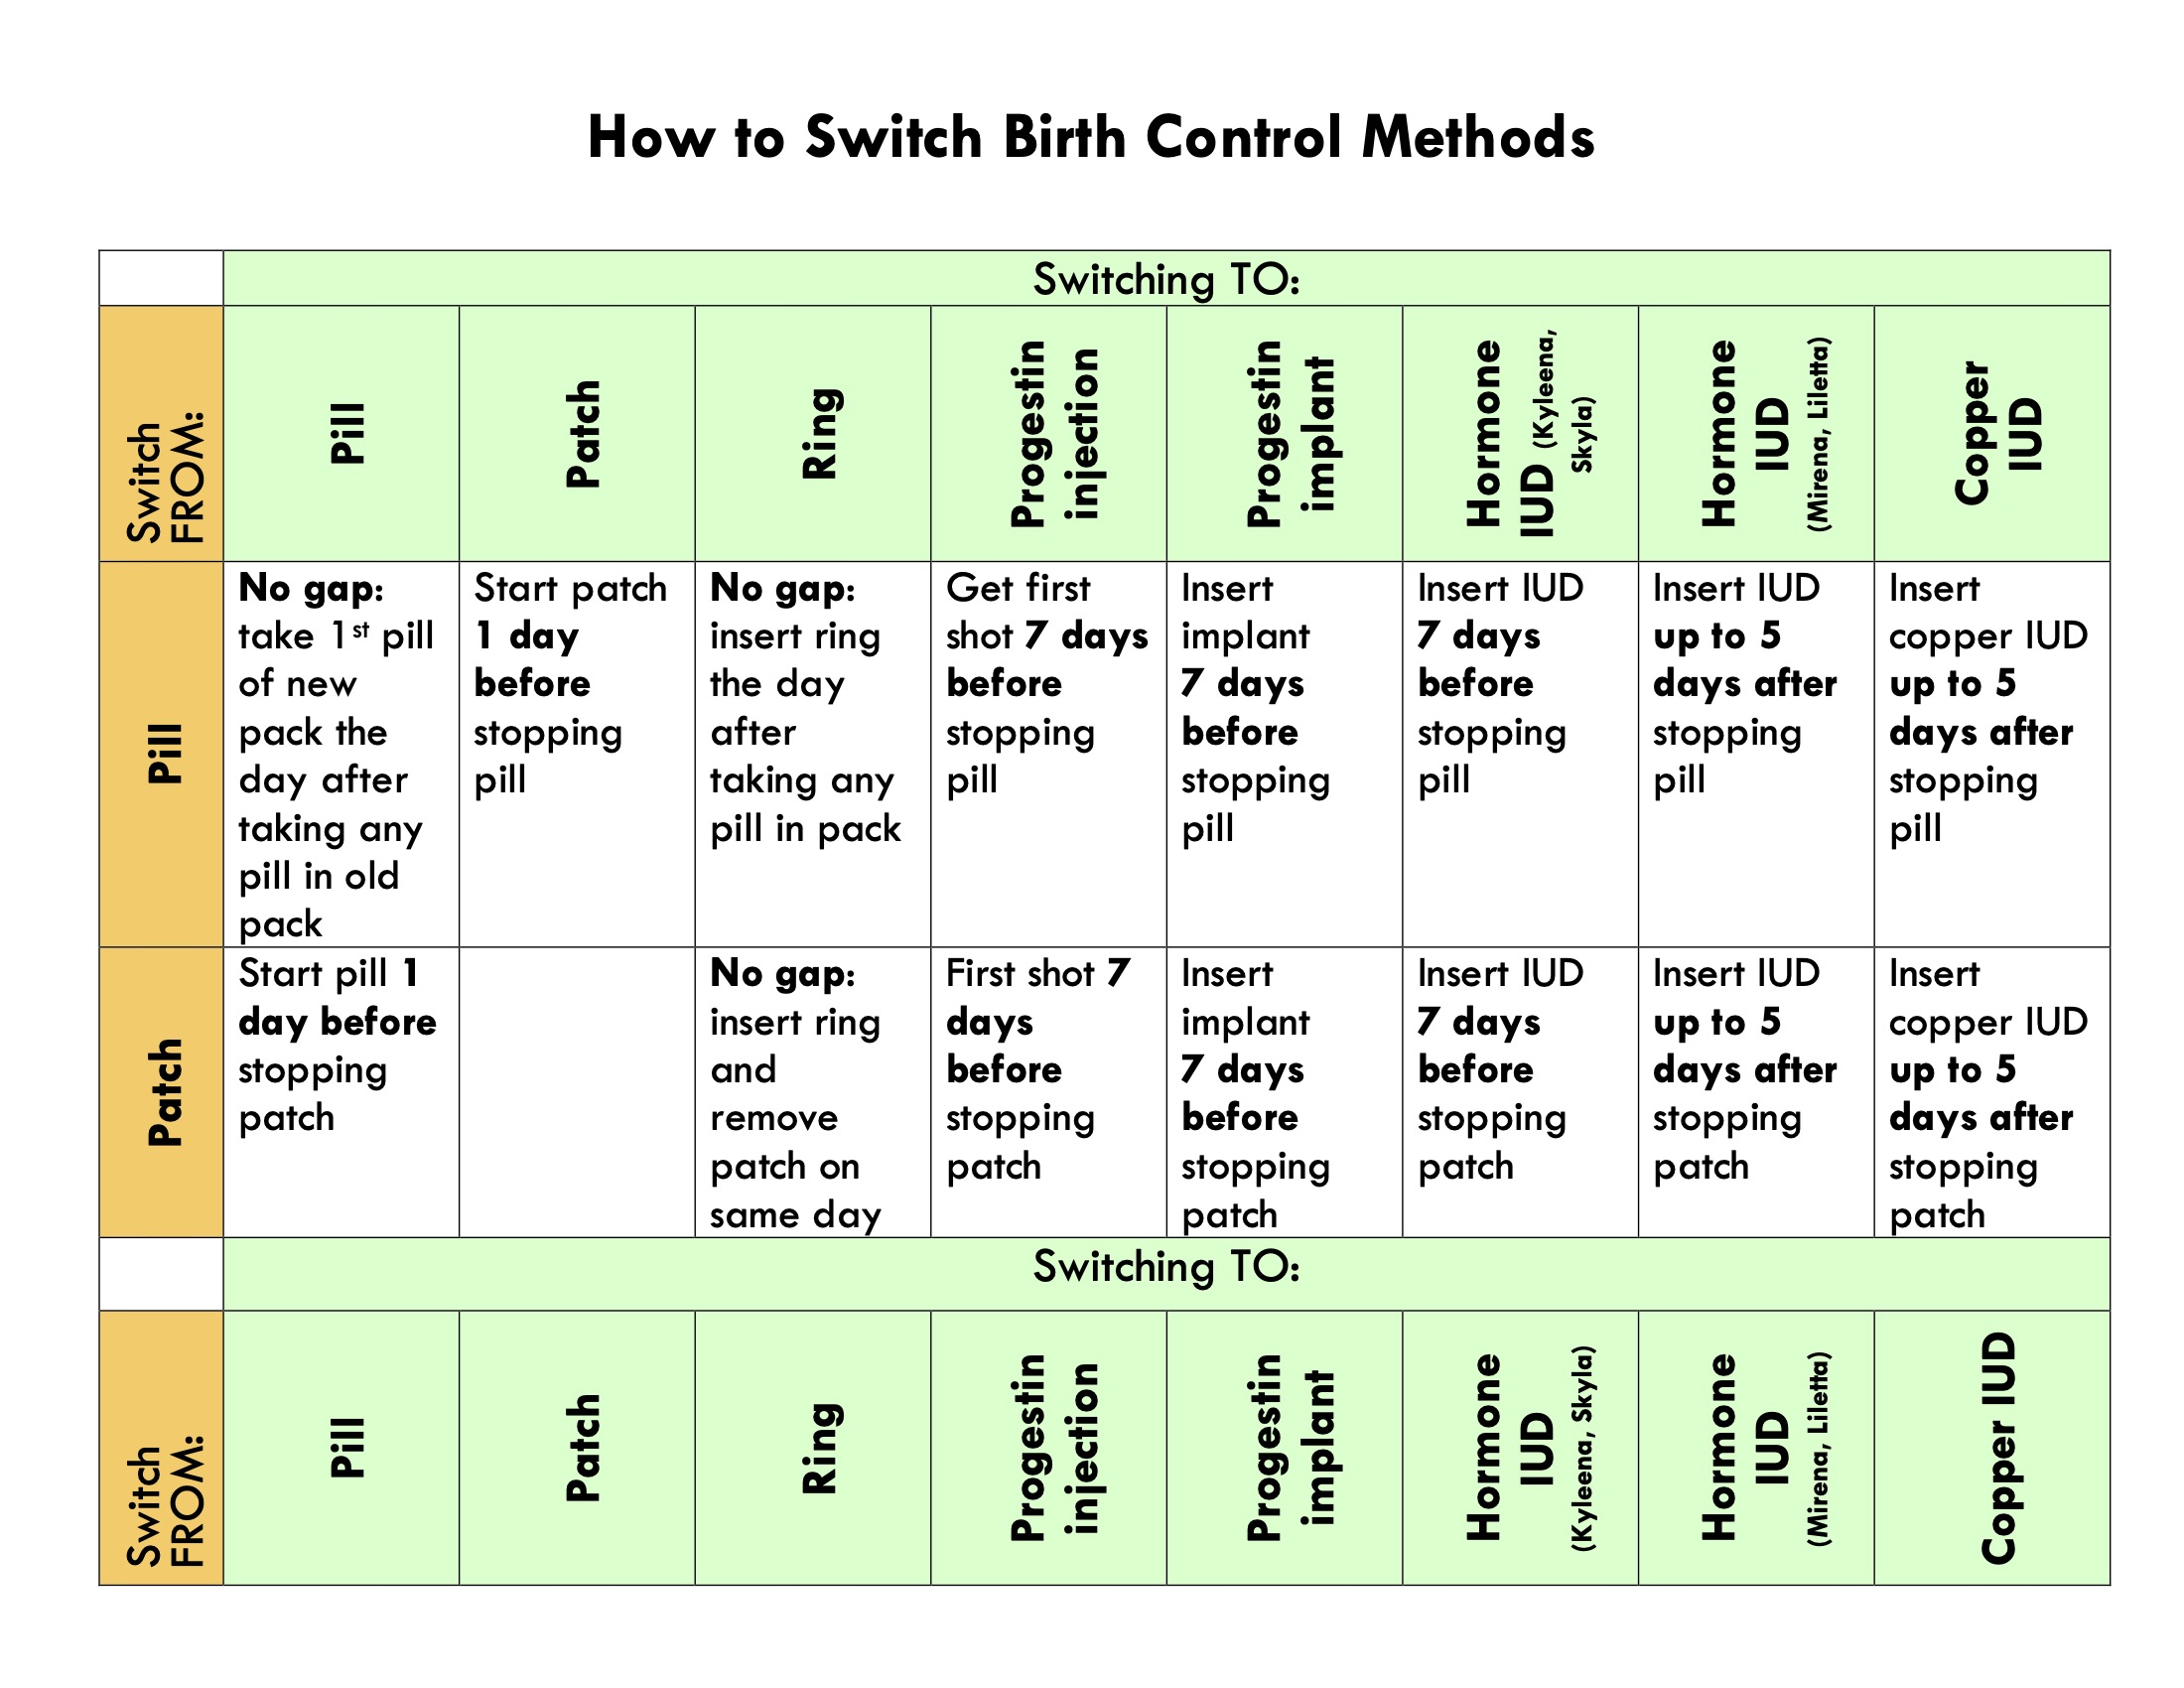 How to Switch Birth Control Methods
Switching TO:
Switch
FROM:
Pill
Patch
Ring
Progestin
injection
Progestin
implant
Hormone
IUD (Kyleena,
Skyla)
Hormone
IUD
(Mirena, Liletta)
Copper
IUD
Pill
No gap:
take 1st pill
of new
pack the
day after
taking any
pill in old
pack
Start patch
1 day
before
stopping
pill
No gap:
insert ring
the day
after
taking any
pill in pack
Get first
shot 7 days
before
stopping
pill
Insert
implant
7 days
before
stopping
pill
Insert IUD
7 days
before
stopping
pill
Insert IUD
up to 5
days after
stopping
pill
Insert
copper IUD
up to 5
days after
stopping
pill
Patch
Start pill 1
day before
stopping
patch
No gap:
insert ring
and
remove
patch on
same day
First shot 7
days
before
stopping
patch
Insert
implant
7 days
before
stopping
patch
Insert IUD
7 days
before
stopping
patch
Insert IUD
up to 5
days after
stopping
patch
Insert
copper IUD
up to 5
days after
stopping
patch
Switching TO:
Switch
FROM:
Pill
Patch
Ring
Progestin
injection
Progestin
implant
Hormone
IUD
(Kyleena, Skyla)
Hormone
IUD
(Mirena, Liletta)
Copper IUD